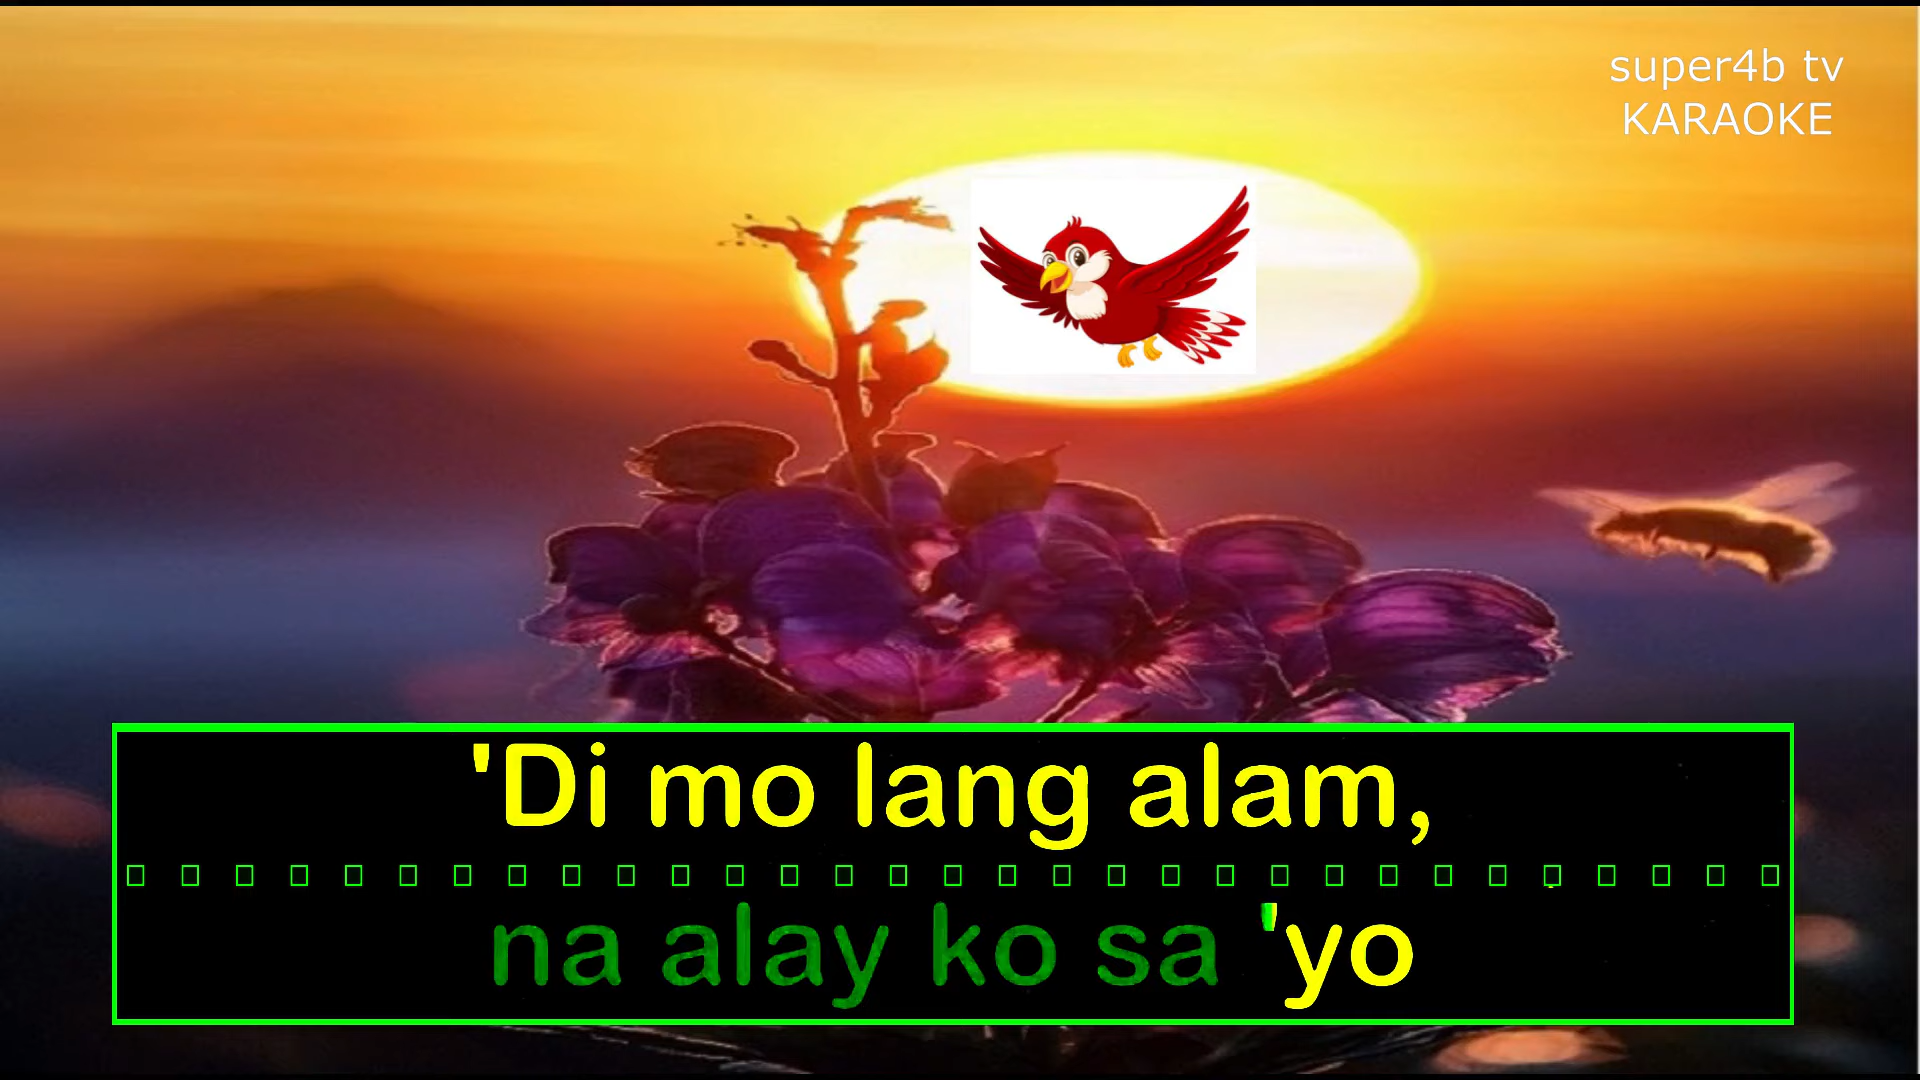 super4b tv
KARAOKE
'Di mo lang alam,
na alay ko sa 'yo